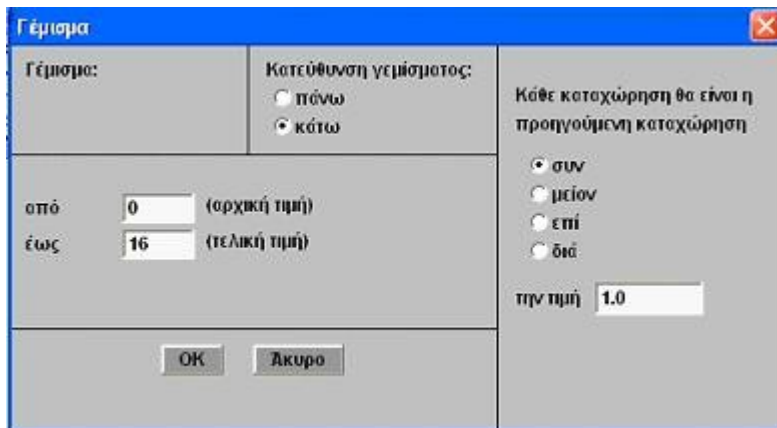 Γέμισμα
Γέμισμα:
Κατεύθυνση γεμίσματος:
πάνω
κάτω
από 0 (αρχική τιμή)
έως 16 (τελική τιμή)
OK Άκυρο
Κάθε καταχώρηση θα είναι η
προηγούμενη καταχώρηση
συν
μείον
επί
διά
την τιμή 1.0